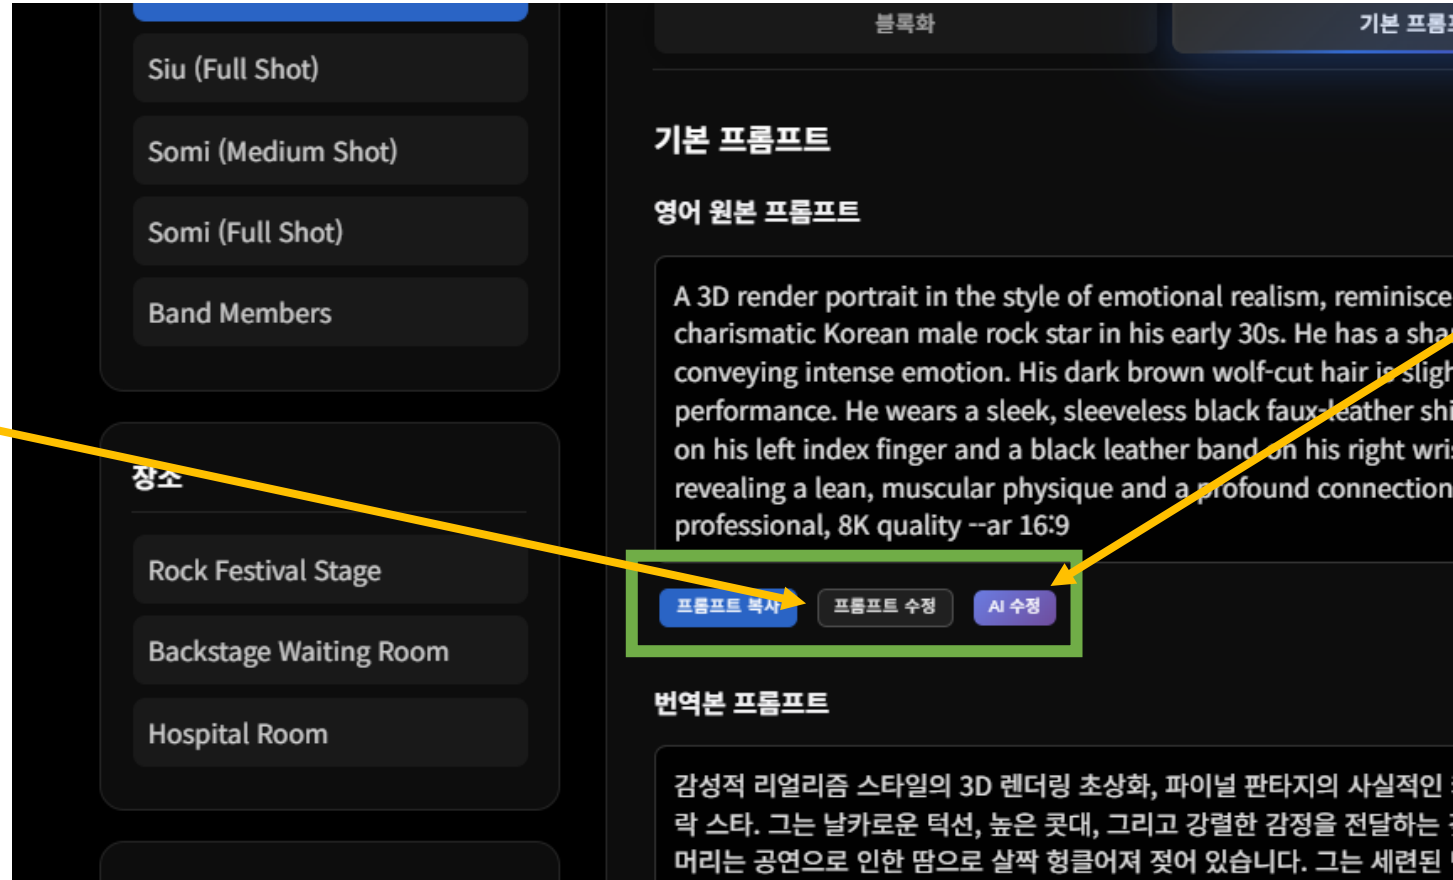 Siu (Full Shot)
Somi (Medium Shot)
Somi (Full Shot)
Band Members
장소
Rock Festival Stage
Backstage Waiting Room
Hospital Room
블록화
기본
기본 프롬프트
영어 원본 프롬프트
A 3D render portrait in the style of emotional realism,
charismatic Korean male rock star in his early 30s. He has a
conveying intense emotion. His dark brown wolf-cut hair is
performance. He wears a sleek, sleeveless black faux-leather
on his left index finger and a black leather band on his right
revealing a lean, muscular physique and a profound connection
professional, 8K quality --ar 16:9
프롬프트 복사
프롬프트 수정
AI 수정
번역본 프롬프트
감성적 리얼리즘 스타일의 3D 렌더링 초상화, 파이널 판타지의 사실적인
락 스타. 그는 날카로운 턱선, 높은 콧대, 그리고 강렬한 감정을 전달하는
머리는 공연으로 인한 땀으로 살짝 헝클어져 젖어 있습니다. 그는 세련된